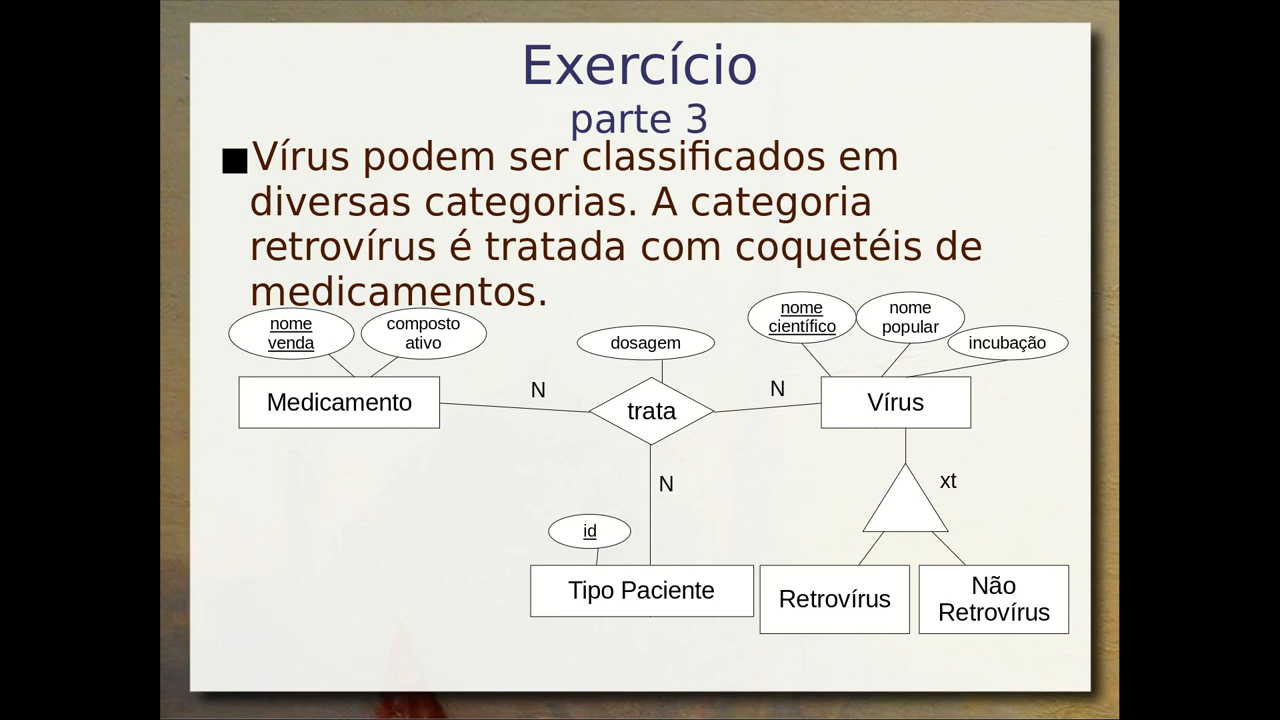 Exercício
parte 3
■Vírus podem ser classificados em
diversas categorias. A categoria
retrovírus é tratada com coquetéis de
medicamentos.
nome
venda
composto
ativo
dosagem
nome
científico
nome
popular
incubação
Medicamento
N
trata
N
Vírus
N
xt
id
Tipo Paciente
Retrovírus
Não
Retrovírus